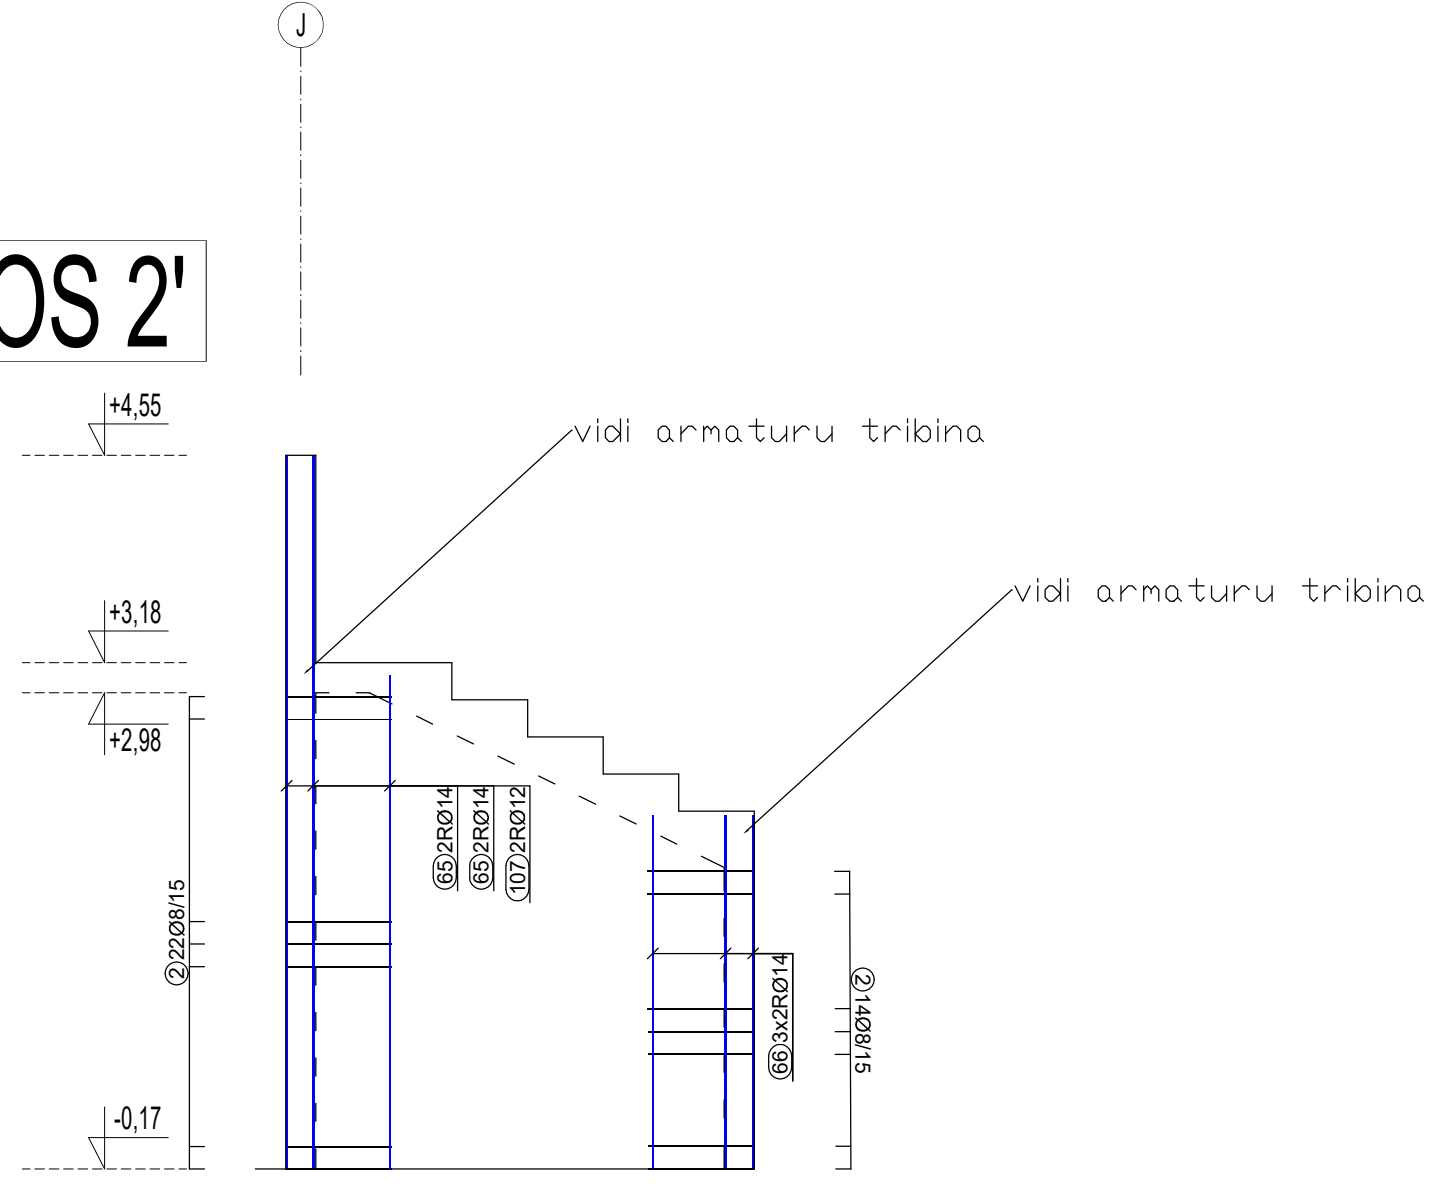 J
OS 2'
+4,55
vidi armaturu tribina
vidi armaturu tribina
+3,18
+2,98
65 2RØ14
65 2RØ14
107 2RØ12
2 22Ø8/15
66 3x2RØ14
2 14Ø8/15
-0,17